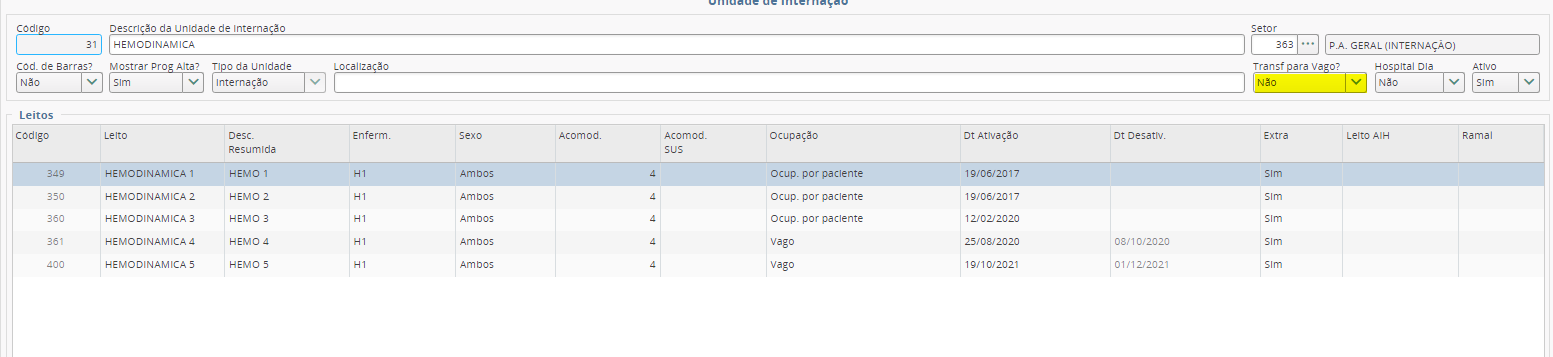 Unidade de Internação
Código Descrição da Unidade de Internação Setor
31 HEMODINAMICA 363 ··· P.A. GERAL (INTERNAÇÃO)
Cód. de Barras? Mostrar Prog Alta? Tipo da Unidade Localização Transf para Vago? Hospital Dia Ativo
Não Sim Internação Não Não Sim
Leitos
Código Leito Desc. Enferm. Sexo Acomod. Acomod. Ocupação Dt Ativação Dt Desativ. Extra Leito AIH Ramal
Resumida SUS
349 HEMODINAMICA 1 HEMO 1 H1 Ambos 4 Ocup. por paciente 19/06/2017 Sim
350 HEMODINAMICA 2 HEMO 2 H1 Ambos 4 Ocup. por paciente 19/06/2017 Sim
360 HEMODINAMICA 3 HEMO 3 H1 Ambos 4 Ocup. por paciente 12/02/2020 Sim
361 HEMODINAMICA 4 HEMO 4 H1 Ambos 4 Vago 25/08/2020 08/10/2020 Sim
400 HEMODINAMICA 5 HEMO 5 H1 Ambos 4 Vago 19/10/2021 01/12/2021 Sim